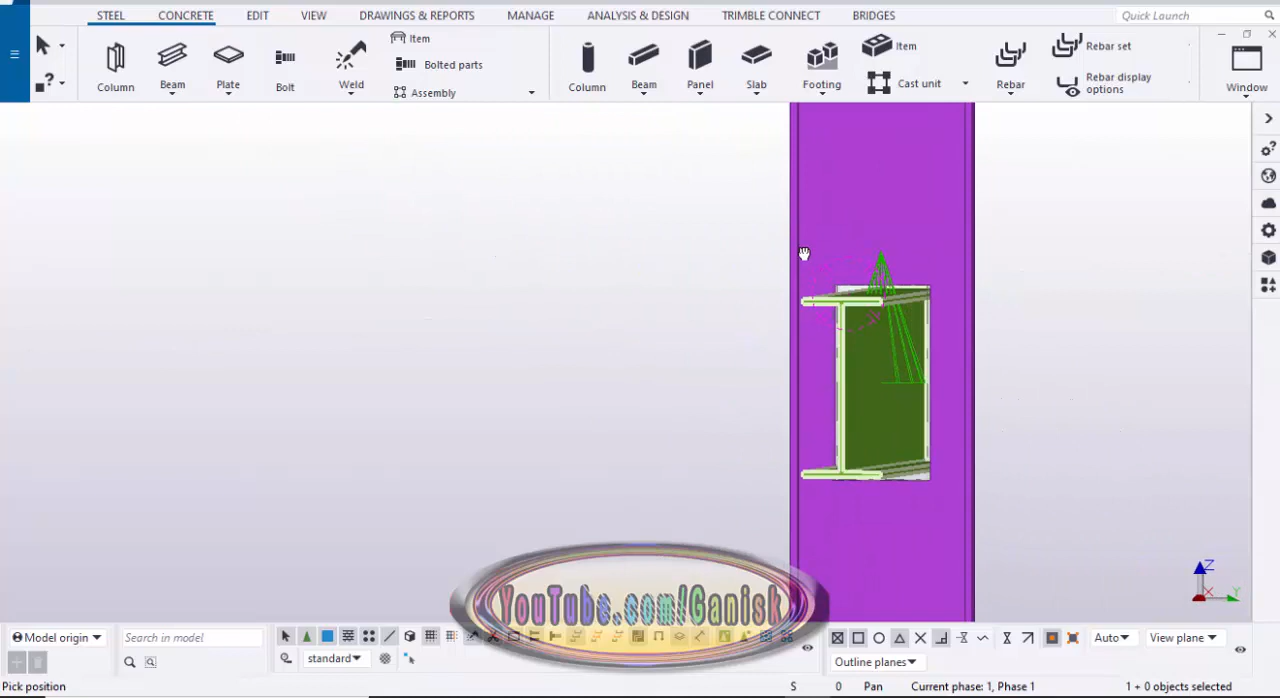 STEEL CONCRETE EDIT VIEW DRAWINGS & REPORTS MANAGE ANALYSIS & DESIGN TRIMBLE CONNECT BRIDGES Quick Launch
Item Item Rebar set
Bolted parts Cast unit Rebar display options
Column Beam Plate Bolt Weld Assembly Column Beam Panel Slab Footing Rebar Window
Z
X Y
YouTube.com/Ganisk
Model origin Search in model Auto View plane
standard Outline planes
Pick position S 0 Pan Current phase: 1, Phase 1 1 + 0 objects selected